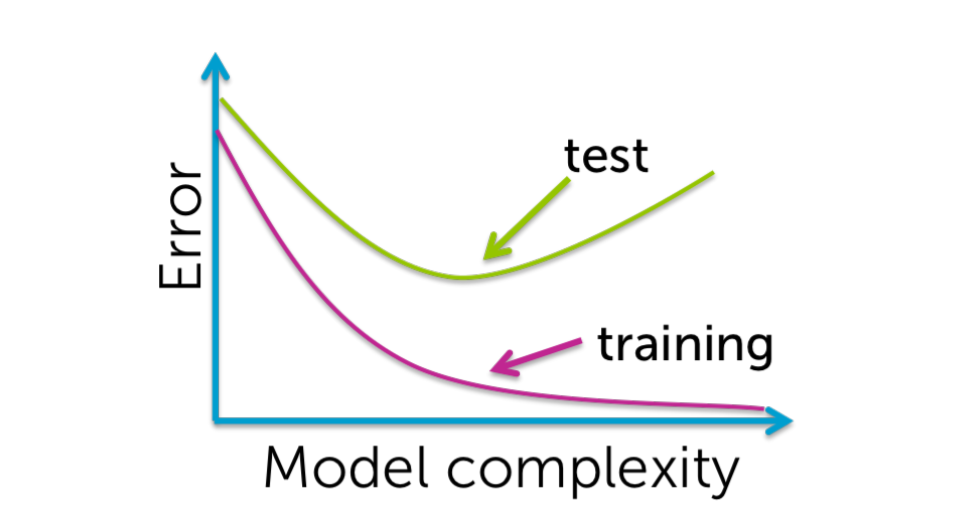 test
Error
training
Model complexity